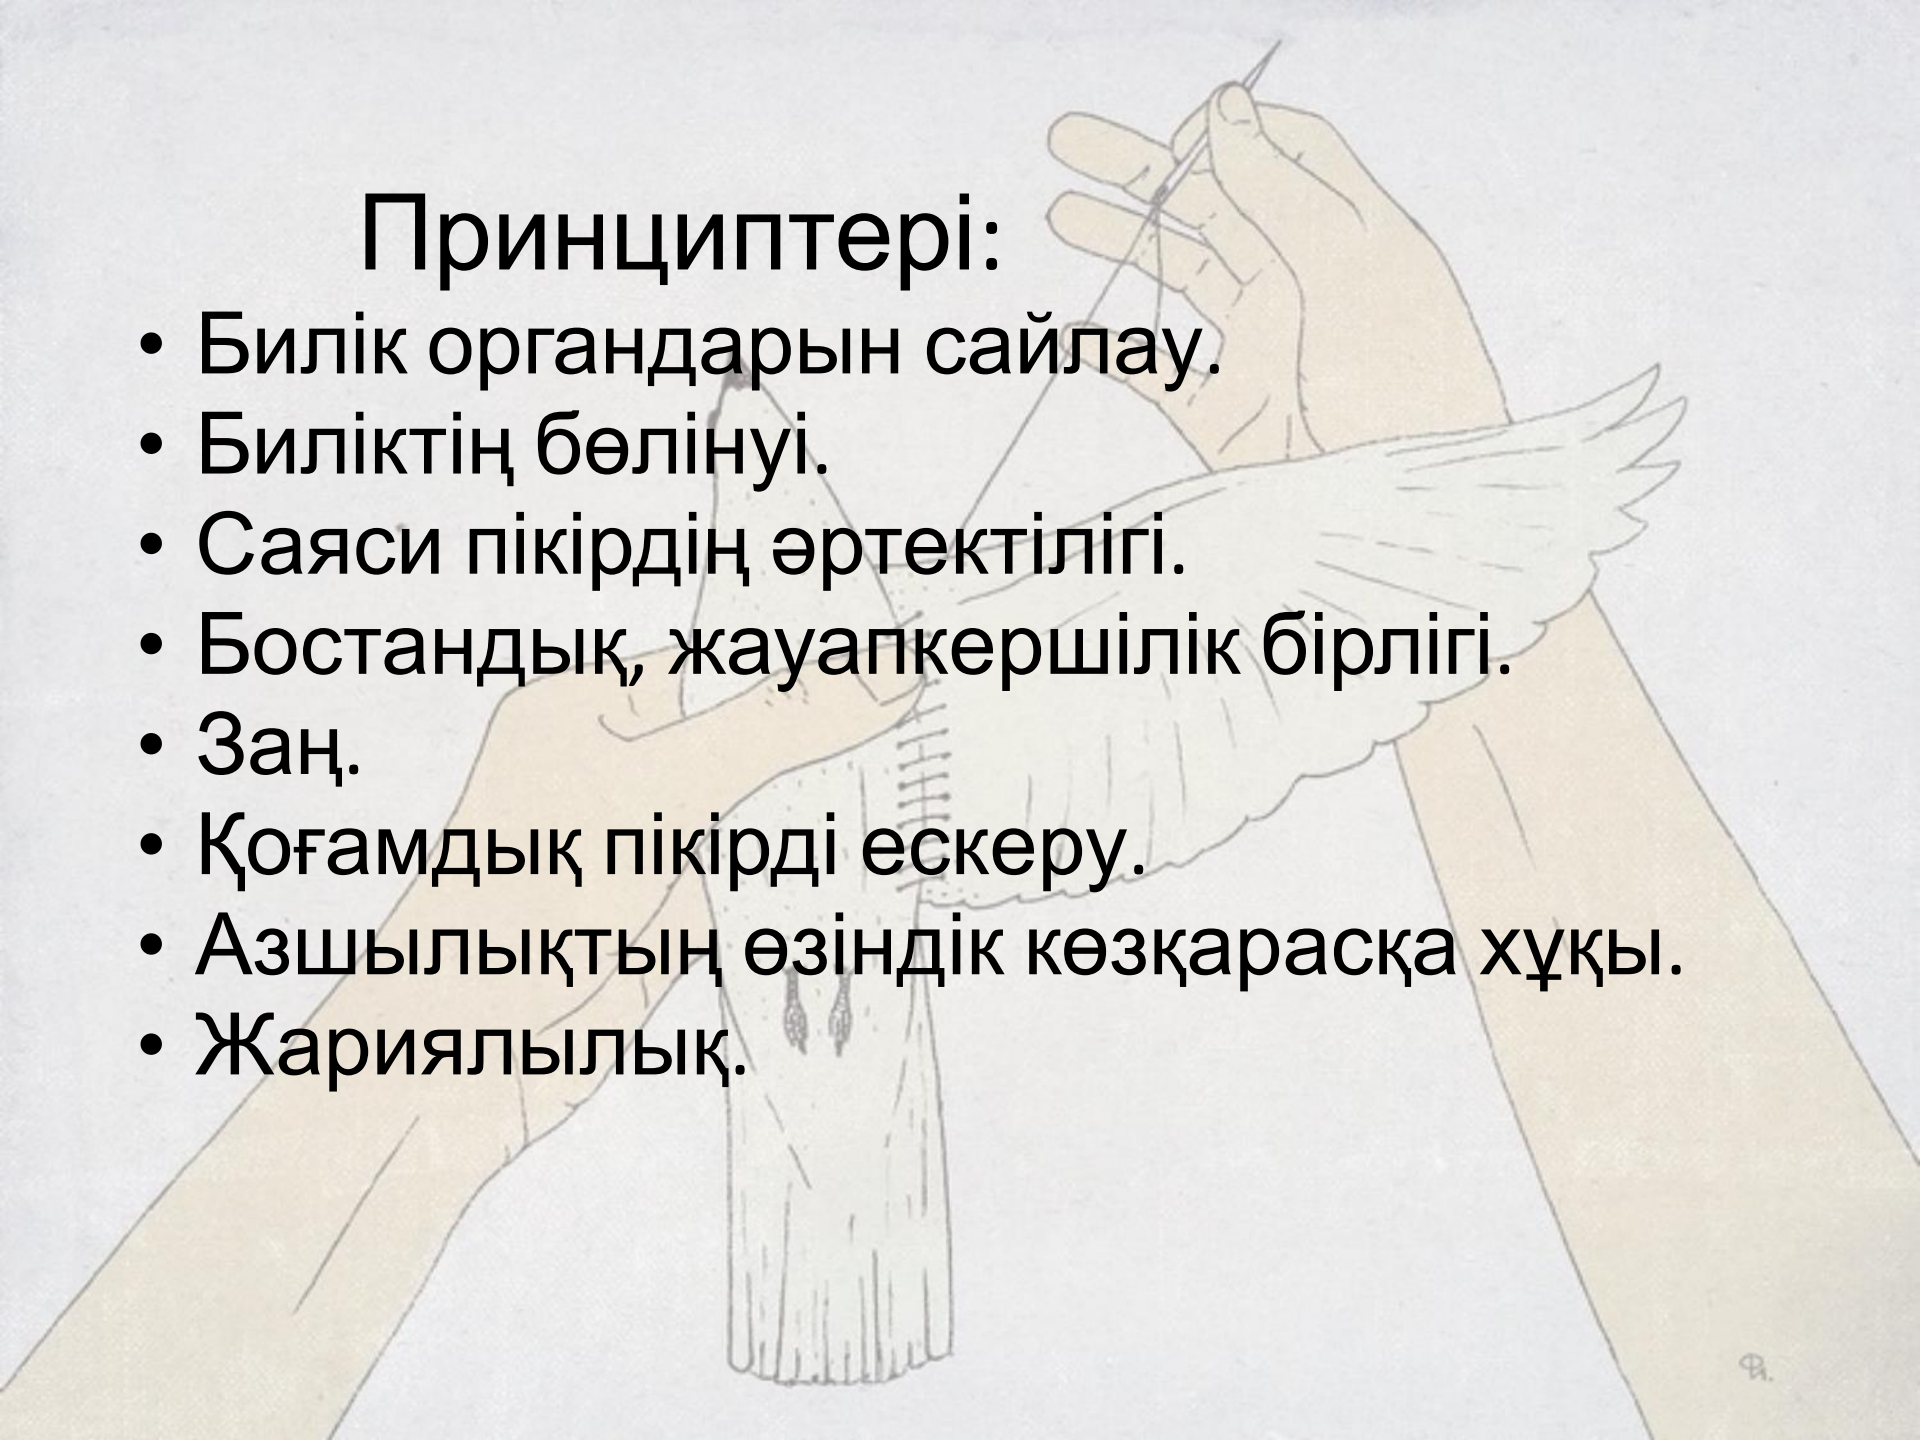 Принциптері:
• Билік органдарын сайлау.
• Биліктің бөлінуі.
• Саяси пікірдің әртектілігі.
• Бостандық, жауапкершілік бірлігі.
• Заң.
• Қоғамдық пікірді ескеру.
• Азшылықтың өзіндік көзқарасқа хұқы.
• Жариялылық.